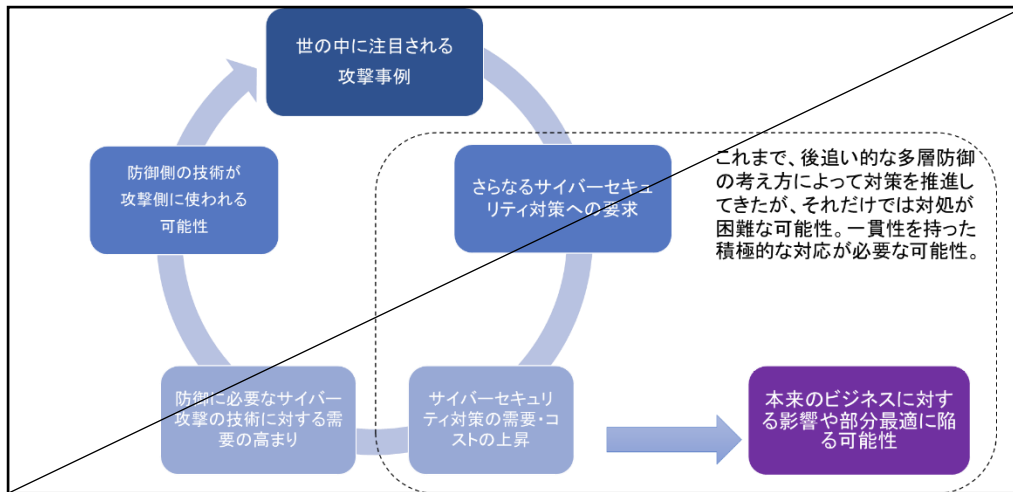 世の中に注目される
攻撃事例
防御側の技術が
攻撃側に使われる
可能性
さらなるサイバーセキュ
リティ対策への要求
これまで、後追い的な多層防御
の考え方によって対策を推進し
てきたが、それだけでは対処が
困難な可能性。一貫性を持った
積極的な対応が必要な可能性。
防御に必要なサイバー
攻撃の技術に対する需
要の高まり
サイバーセキュリ
ティ対策の需要・コ
ストの上昇
本来のビジネスに対す
る影響や部分最適に陥
る可能性